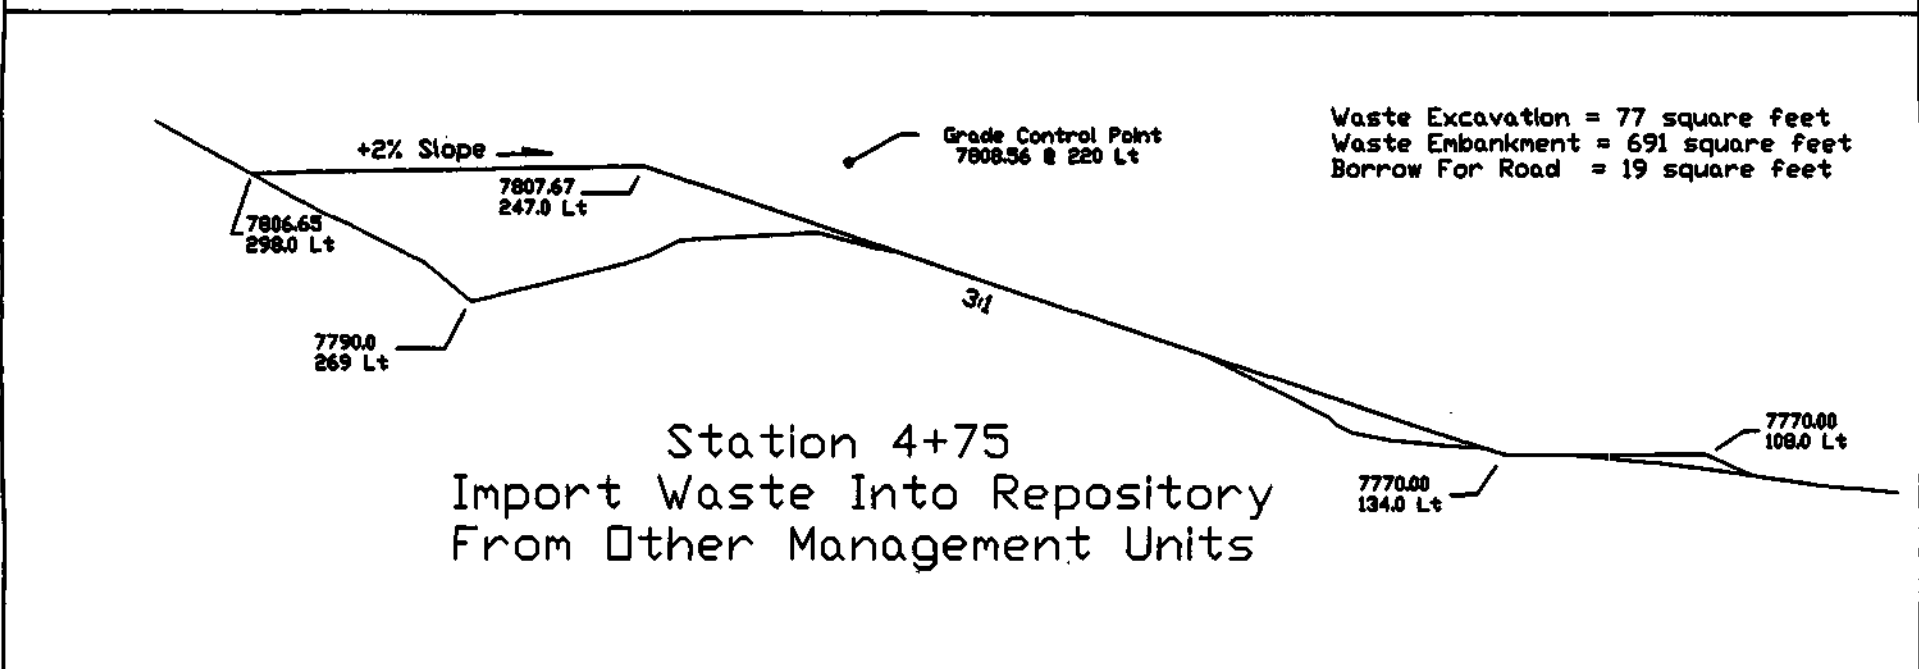 Waste Excavation = 77 square feet
Waste Embankment = 691 square feet
Borrow For Road = 19 square feet
Grade Control Point
7808.56 @ 220 Lt
+2% Slope
7807.67
247.0 Lt
7806.65
298.0 Lt
3:1
7790.0
269 Lt
7770.00
108.0 Lt
7770.00
134.0 Lt
Station 4+75
Import Waste Into Repository
From Other Management Units